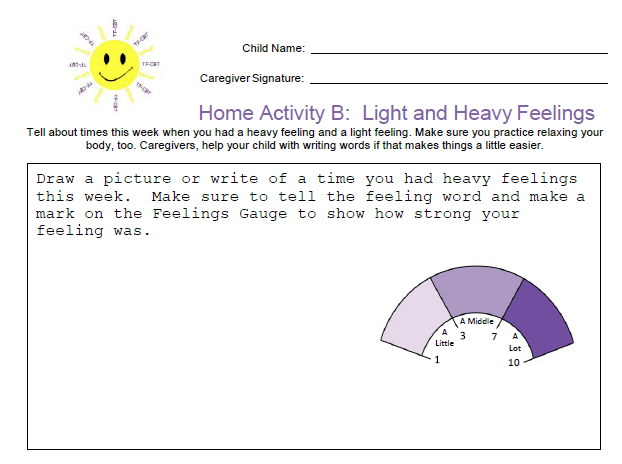 TF-CBT
TF-CBT
TF-CBT
TF-CBT
TF-CBT
TF-CBT
TF-CBT
TF-CBT
Child Name:
Caregiver Signature:
Home Activity B: Light and Heavy Feelings
Tell about times this week when you had a heavy feeling and a light feeling. Make sure you practice relaxing your
body, too. Caregivers, help your child with writing words if that makes things a little easier.
Draw a picture or write of a time you had heavy feelings
this week. Make sure to tell the feeling word and make a
mark on the Feelings Gauge to show how strong your
feeling was.
A Middle
A
Little
3
7
A
Lot
1
10